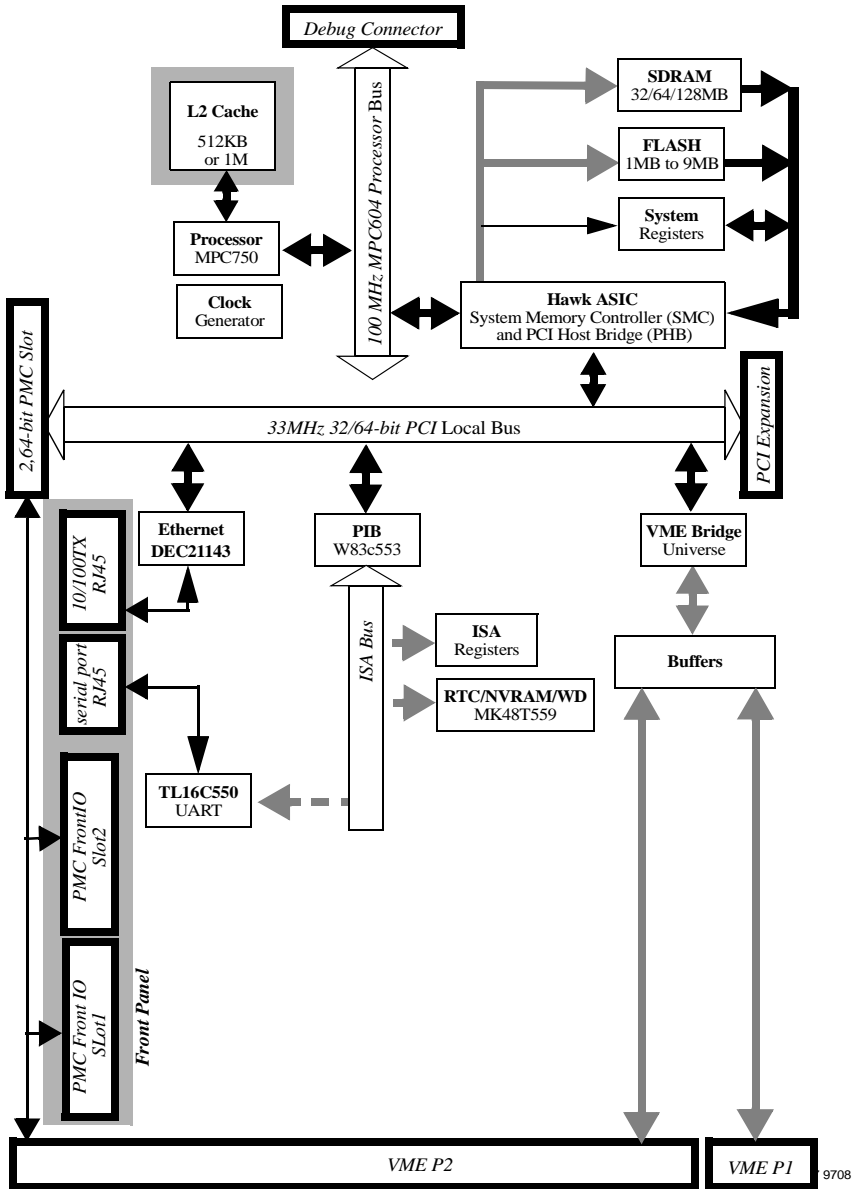 Debug Connector
L2 Cache
512KB
or 1M
SDRAM
32/64/128MB
FLASH
1MB to 9MB
System
Registers
Processor
MPC750
Clock
Generator
100 MHz MPC604 Processor Bus
Hawk ASIC
System Memory Controller (SMC)
and PCI Host Bridge (PHB)
2,64-bit PMC Slot
33MHz 32/64-bit PCI Local Bus
PCI Expansion
10/100TX
RJ45
Ethernet
DEC21143
PIB
W83c553
VME Bridge
Universe
serial port
RJ45
ISA Bus
ISA
Registers
RTC/NVRAM/WD
MK48T559
Buffers
TL16C550
UART
PMC FrontIO
Slot2
PMC Front IO
SLot1
Front Panel
VME P2
VME P1
9708